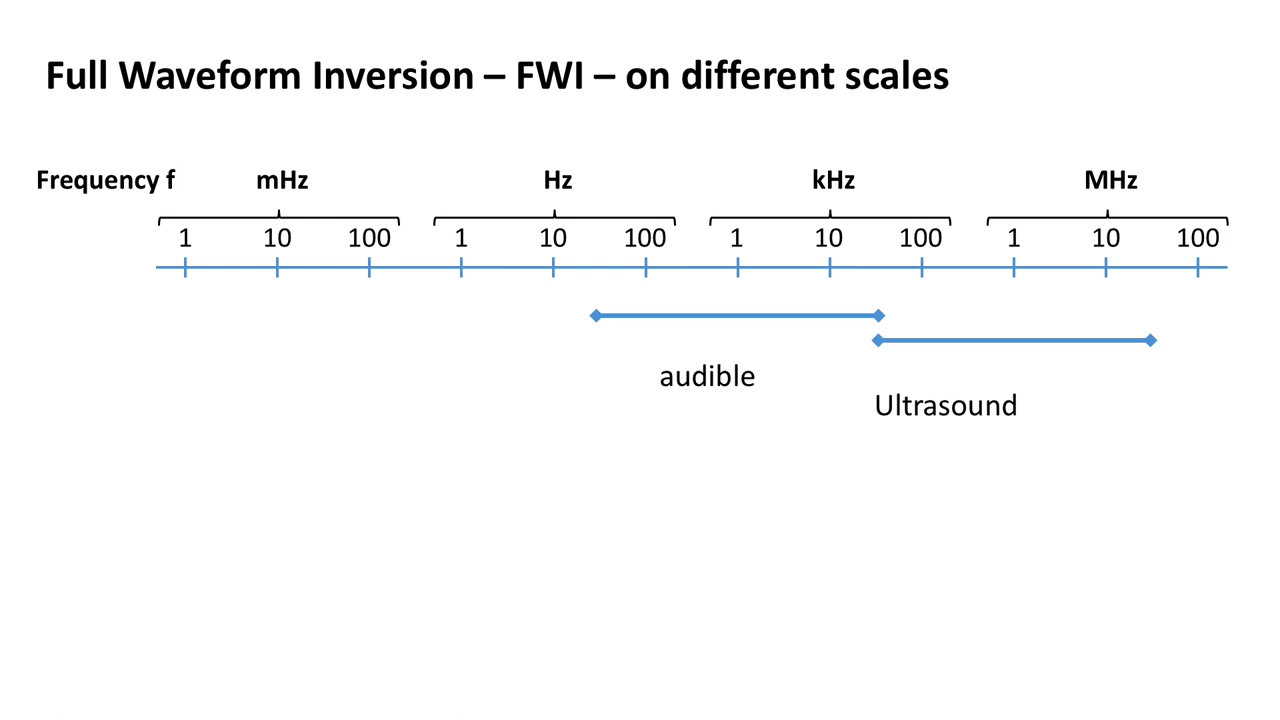 Full Waveform Inversion – FWI – on different scales
Frequency f mHz Hz kHz MHz
1 10 100 1 10 100 1 10 100 1 10 100
audible
Ultrasound